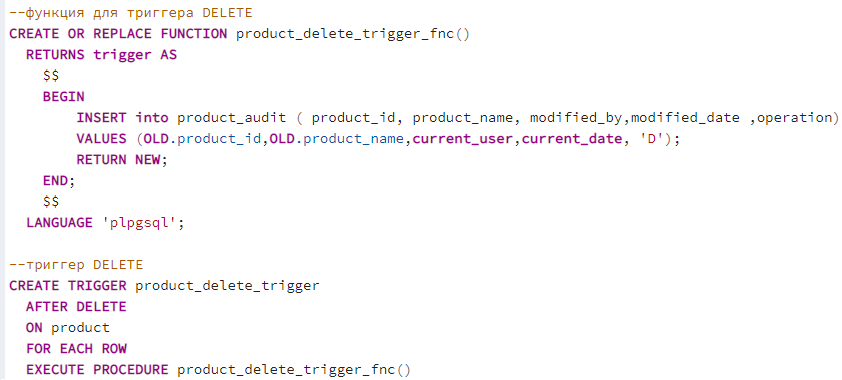 --функция для триггера DELETE
CREATE OR REPLACE FUNCTION product_delete_trigger_fnc()
  RETURNS trigger AS
    $$
    BEGIN
        INSERT into product_audit ( product_id, product_name, modified_by,modified_date ,operation)
        VALUES (OLD.product_id,OLD.product_name,current_user,current_date, 'D');
        RETURN NEW;
    END;
    $$
  LANGUAGE 'plpgsql';

--триггер DELETE
CREATE TRIGGER product_delete_trigger
  AFTER DELETE
  ON product
  FOR EACH ROW
  EXECUTE PROCEDURE product_delete_trigger_fnc()